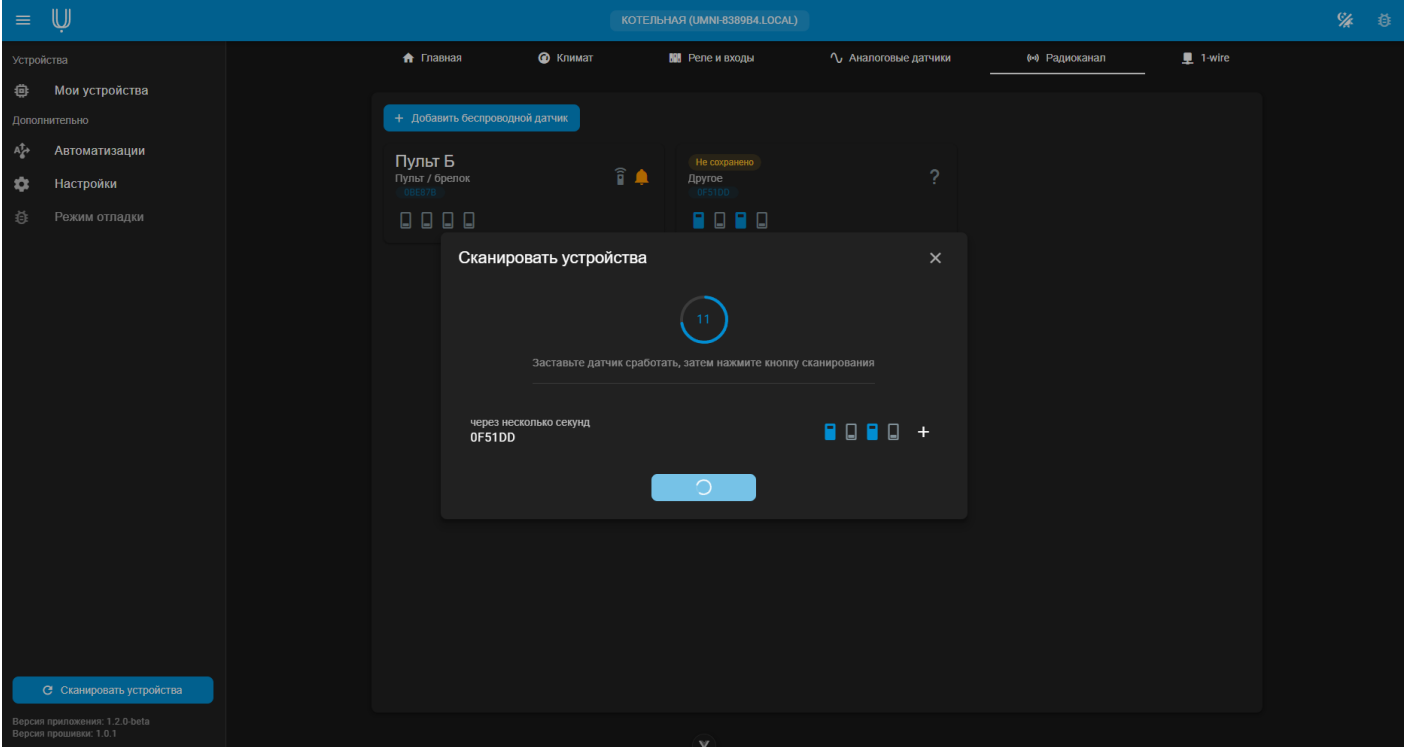 КОТЕЛЬНАЯ (UMNI-8389B4.LOCAL)
Устройства
Мои устройства
Дополнительно
Автоматизации
Настройки
Режим отладки
Главная
Климат
Реле и входы
Аналоговые датчики
Радиоканал
1-wire
+ Добавить беспроводной датчик
Пульт Б
Пульт / брелок
0BE87B
Не сохранено
Другое
0F51DD
?
Сканировать устройства
11
Заставьте датчик сработать, затем нажмите кнопку сканирования
через несколько секунд
0F51DD
Сканировать устройства
Версия приложения: 1.2.0-beta
Версия прошивки: 1.0.1